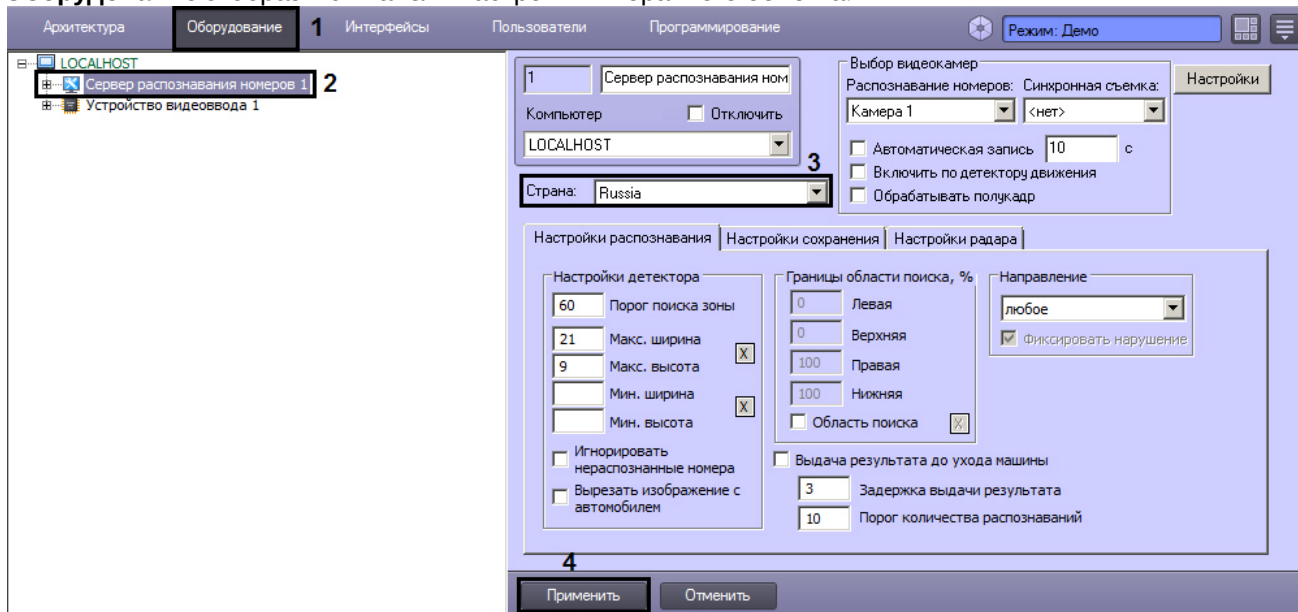 Архитектура Оборудование 1 Интерфейсы Пользователи Программирование Режим: Демо
LOCALHOST
Сервер распознавания номеров 1 2
Устройство видеоввода 1
1 Сервер распознавания ном
Компьютер Отключить
LOCALHOST
3
Страна: Russia
Выбор видеокамер
Распознавание номеров: Синхронная съемка:
Камера 1 <нет>
Автоматическая запись 10 с
Включить по детектору движения
Обрабатывать полукадр
Настройки
Настройки распознавания Настройки сохранения Настройки радара
Настройки детектора
60 Порог поиска зоны
21 Макс. ширина
X
9 Макс. высота
Мин. ширина
X
Мин. высота
Игнорировать
нераспознанные номера
Вырезать изображение с
автомобилем
Границы области поиска, %
0 Левая
0 Верхняя
100 Правая
100 Нижняя
Область поиска X
Направление
любое
Фиксировать нарушение
Выдача результата до ухода машины
3 Задержка выдачи результата
10 Порог количества распознаваний
4
Применить Отменить